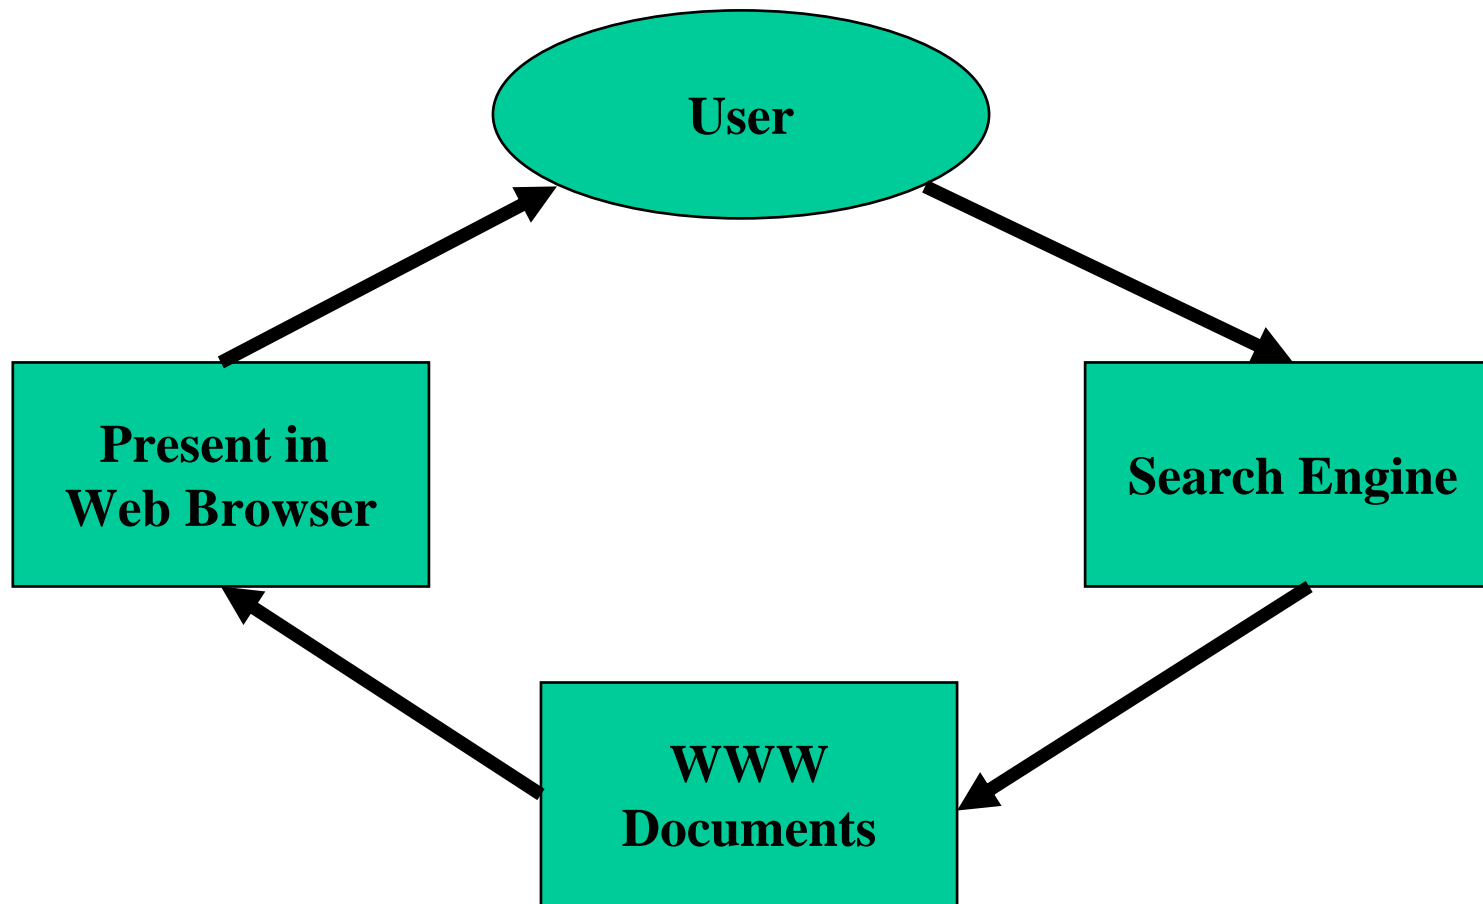 User
Present in
Web Browser
Search Engine
WWW
Documents